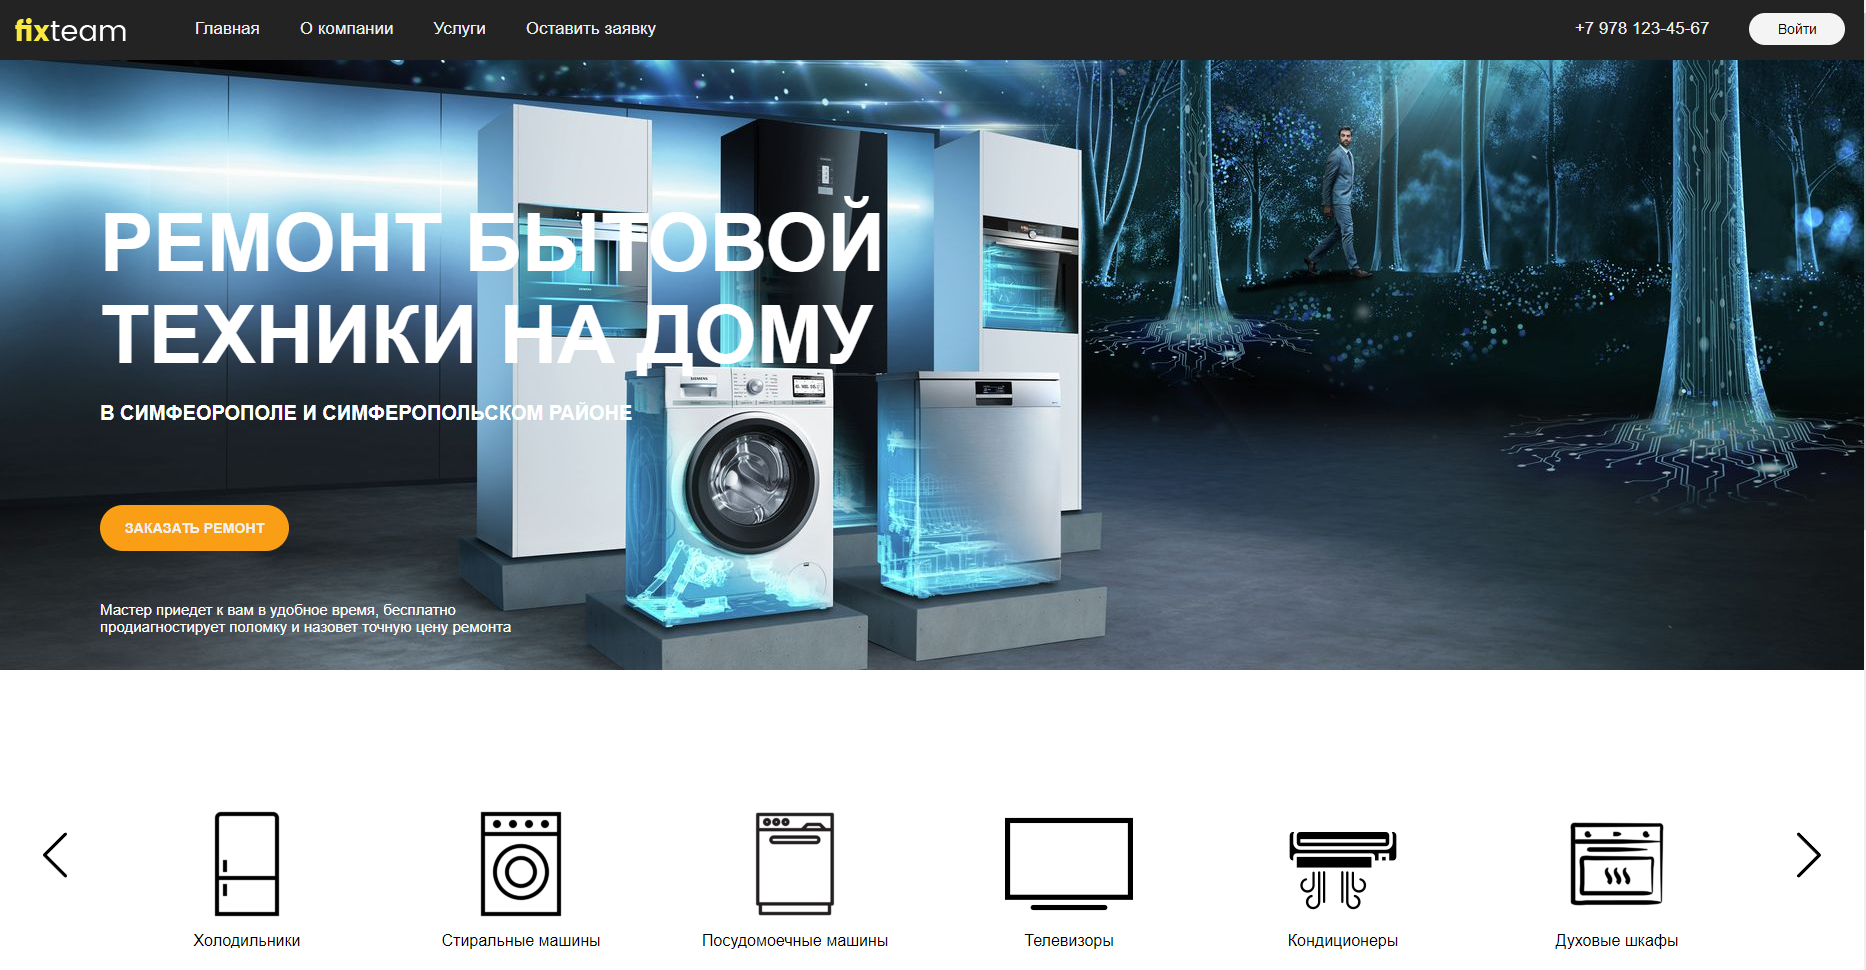 fixteam
Главная
О компании
Услуги
Оставить заявку
+7 978 123-45-67
Войти
РЕМОНТ БЫТОВОЙ
ТЕХНИКИ НА ДОМУ
В СИМФЕОРОПОЛЕ И СИМФЕРОПОЛЬСКОМ РАЙОНЕ
SIEMENS
ЗАКАЗАТЬ РЕМОНТ
Мастер приедет к вам в удобное время, бесплатно
продиагностирует поломку и назовет точную цену ремонта
Холодильники
Стиральные машины
Посудомоечные машины
Телевизоры
Кондиционеры
Духовые шкафы